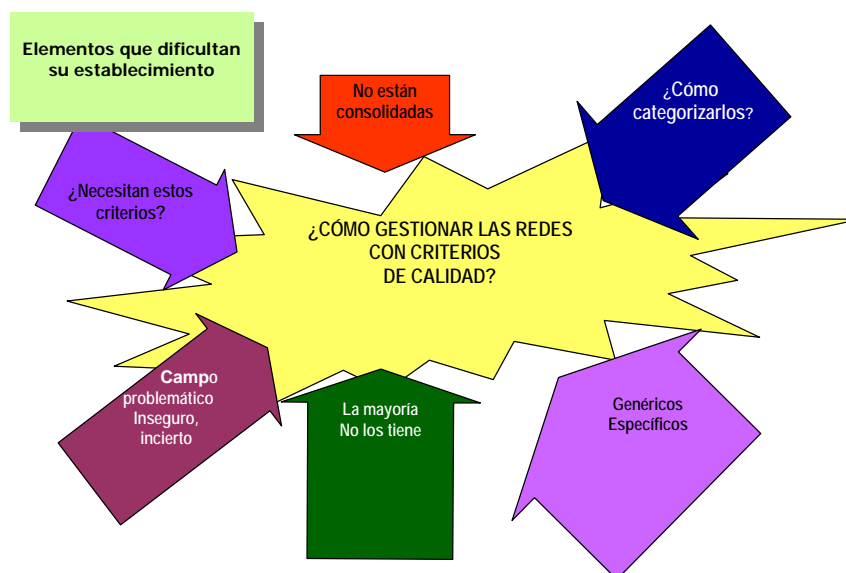 Elementos que dificultan
su establecimiento
No están
consolidadas
¿Cómo
categorizarlos?
¿Necesitan estos
criterios?
¿CÓMO GESTIONAR LAS REDES
CON CRITERIOS
DE CALIDAD?
Campo
problemático
Inseguro,
incierto
La mayoría
No los tiene
Genéricos
Específicos